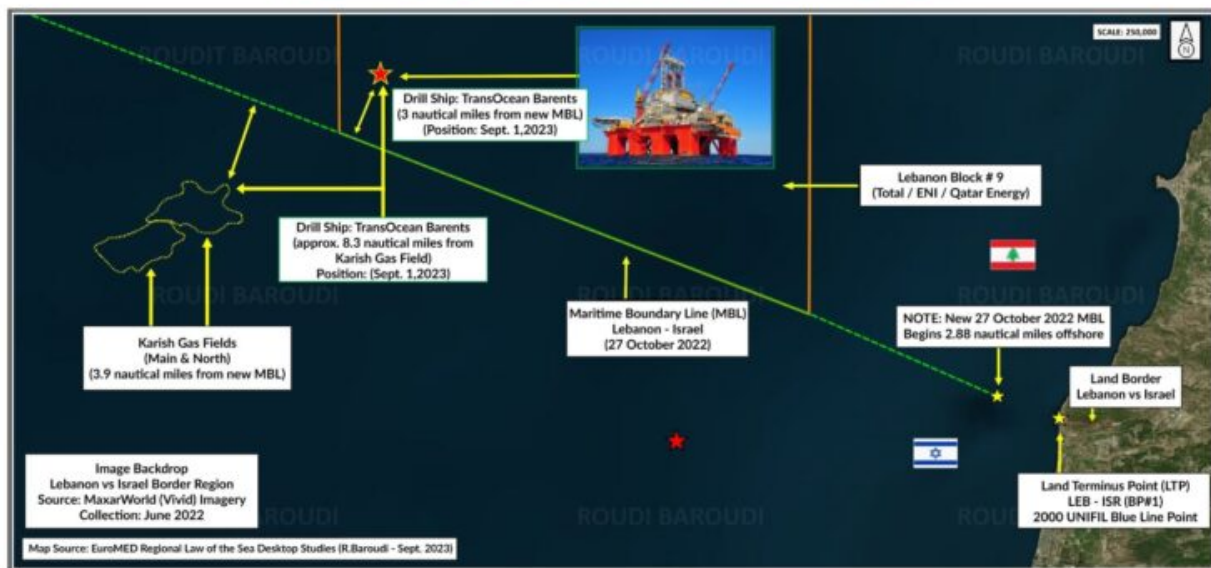 ROUDIT BAROUDI
ROUDI BAROUDI
ROUDI BAROUDI
SCALE: 250,000
N
Drill Ship: TransOcean Barents
(3 nautical miles from new MBL)
(Position: Sept. 1,2023)
Lebanon Block # 9
(Total / ENI / Qatar Energy)
Drill Ship: TransOcean Barents
(approx. 8.3 nautical miles from
Karish Gas Field)
Position: (Sept. 1,2023)
ROUDI BAROUDI
ROUDI BAROUDI
Maritime Boundary Line (MBL)
Lebanon - Israel
(27 October 2022)
NOTE: New 27 October 2022 MBL
Begins 2.88 nautical miles offshore
Karish Gas Fields
(Main & North)
(3.9 nautical miles from new MBL)
Land Border
Lebanon vs Israel
Image Backdrop
Lebanon vs Israel Border Region
Source: MaxarWorld (Vivid) Imagery
Collection: June 2022
Land Terminus Point (LTP)
LEB - ISR (BP#1)
2000 UNIFIL Blue Line Point
ROUDI BAROUDI
Map Source: EuroMED Regional Law of the Sea Desktop Studies (R.Baroudi - Sept. 2023)